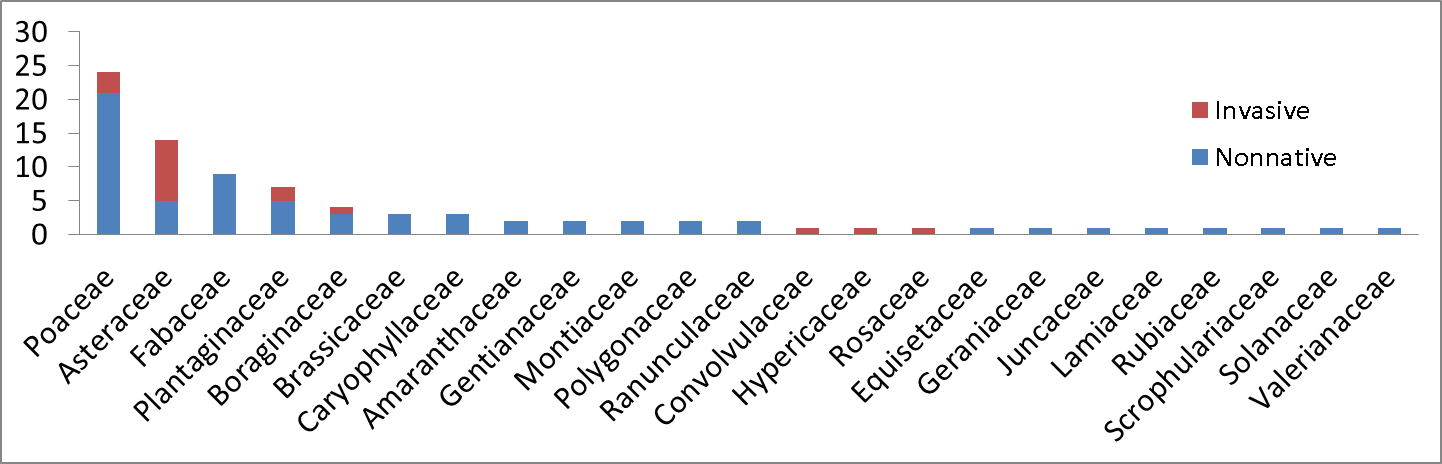 30
25
20
15
10
5
0
Invasive
Nonnative
Poaceae
Asteraceae
Fabaceae
Plantaginaceae
Boraginaceae
Brassicaceae
Caryophyllaceae
Amaranthaceae
Gentianaceae
Montiaceae
Polygonaceae
Ranunculaceae
Convolvulaceae
Hypericaceae
Rosaceae
Equisetaceae
Geraniaceae
Juncaceae
Lamiaceae
Rubiaceae
Scrophulariaceae
Solanaceae
Valerianaceae